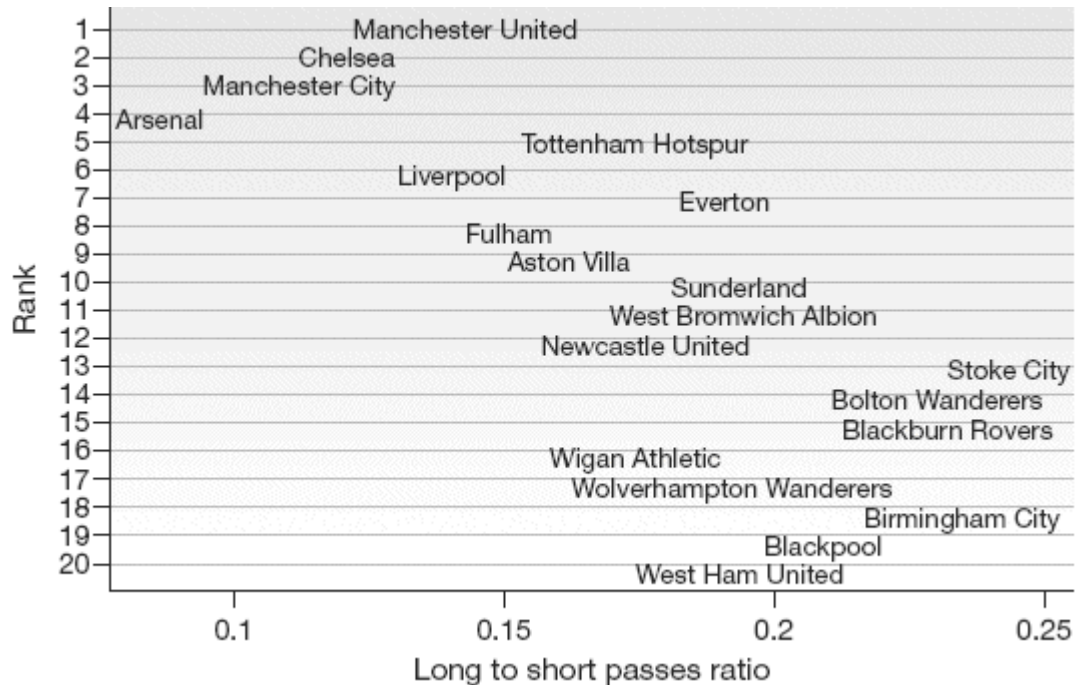 1 Manchester United
2 Chelsea
3 Manchester City
4 Arsenal
5 Tottenham Hotspur
6 Liverpool
7 Everton
8 Fulham
9 Aston Villa
10 Sunderland
11 West Bromwich Albion
12 Newcastle United
13 Stoke City
14 Bolton Wanderers
15 Blackburn Rovers
16 Wigan Athletic
17 Wolverhampton Wanderers
18 Birmingham City
19 Blackpool
20 West Ham United
Rank
0.1 0.15 0.2 0.25
Long to short passes ratio